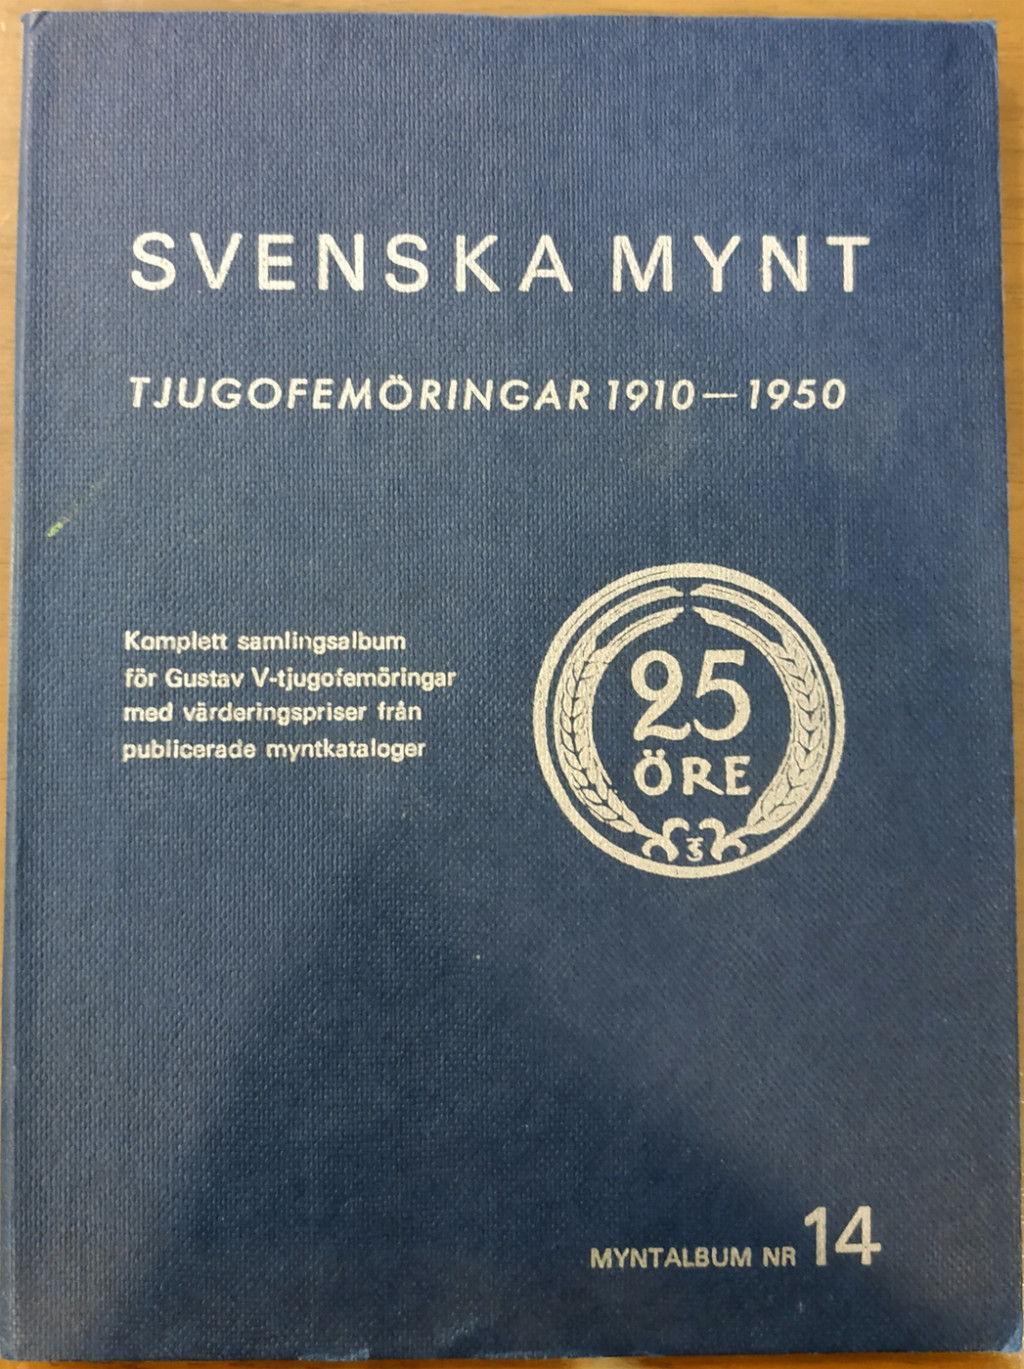 SVENSKA MYNT
TJUGOFEMÖRINGAR 1910—1950
Komplett samlingsalbum
för Gustav V-tjugofemöringar
med värderingspriser från
publicerade myntkataloger
25
ÖRE
MYNTALBUM NR 14